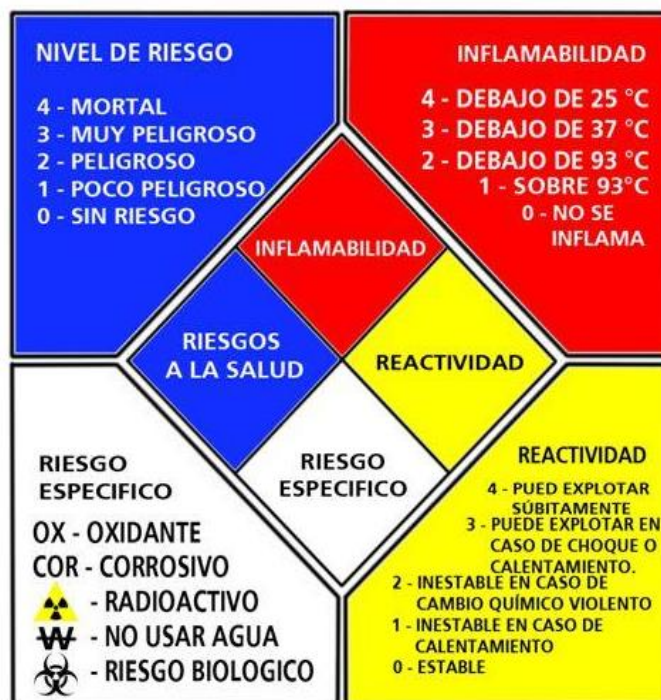 NIVEL DE RIESGO
4 - MORTAL
3 - MUY PELIGROSO
2 - PELIGROSO
1 - POCO PELIGROSO
0 - SIN RIESGO
INFLAMABILIDAD
4 - DEBAJO DE 25 °C
3 - DEBAJO DE 37 °C
2 - DEBAJO DE 93 °C
1 - SOBRE 93°C
0 - NO SE
INFLAMA
INFLAMABILIDAD
RIESGOS
A LA SALUD
REACTIVIDAD
RIESGO
ESPECIFICO
RIESGO
ESPECIFICO
OX - OXIDANTE
COR - CORROSIVO
- RADIOACTIVO
W - NO USAR AGUA
- RIESGO BIOLOGICO
REACTIVIDAD
4 - PUED EXPLOTAR
SÚBITAMENTE
3 - PUEDE EXPLOTAR EN
CASO DE CHOQUE O
CALENTAMIENTO.
2 - INESTABLE EN CASO DE
CAMBIO QUÍMICO VIOLENTO
1 - INESTABLE EN CASO DE
CALENTAMIENTO
0 - ESTABLE